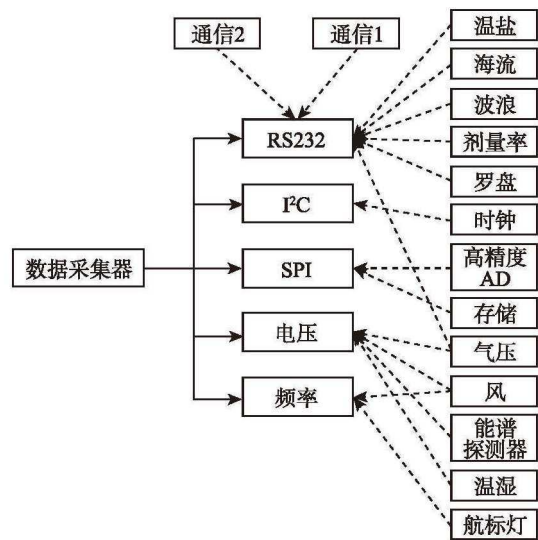 通信2
通信1
温盐
海流
波浪
剂量率
罗盘
时钟
高精度
AD
存储
气压
风
能谱
探测器
温湿
航标灯
RS232
I²C
SPI
电压
频率
数据采集器